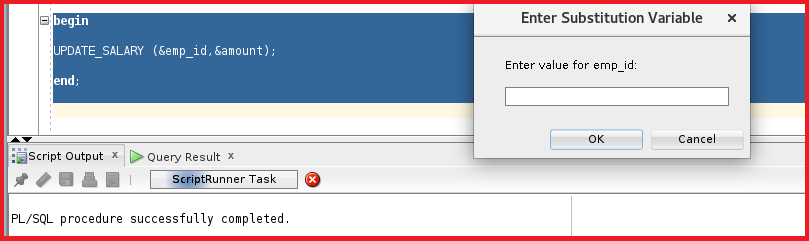 begin
UPDATE_SALARY (&emp_id,&amount);
end;
Enter Substitution Variable
Enter value for emp_id:
OK
Cancel
Script Output
Query Result
ScriptRunner Task
PL/SQL procedure successfully completed.